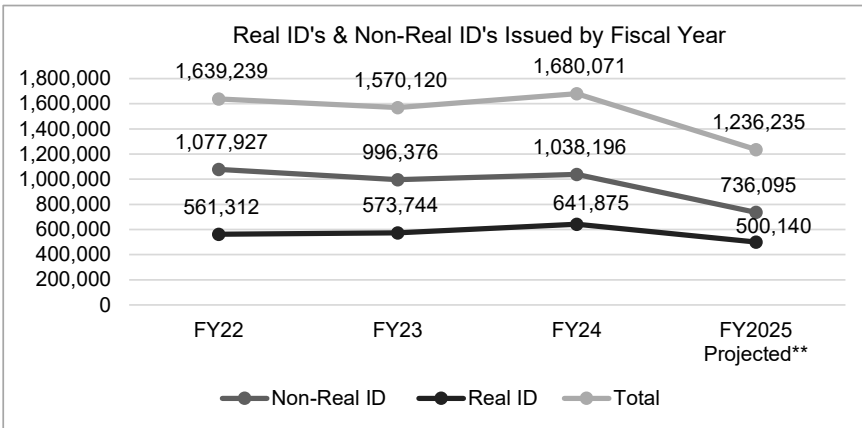 Real ID's & Non-Real ID's Issued by Fiscal Year
1,800,000
1,600,000
1,400,000
1,200,000
1,000,000
800,000
600,000
400,000
200,000
0
1,639,239
1,570,120
1,680,071
1,236,235
1,077,927
996,376
1,038,196
736,095
561,312
573,744
641,875
500,140
FY22
FY23
FY24
FY2025
Projected**
Non-Real ID
Real ID
Total